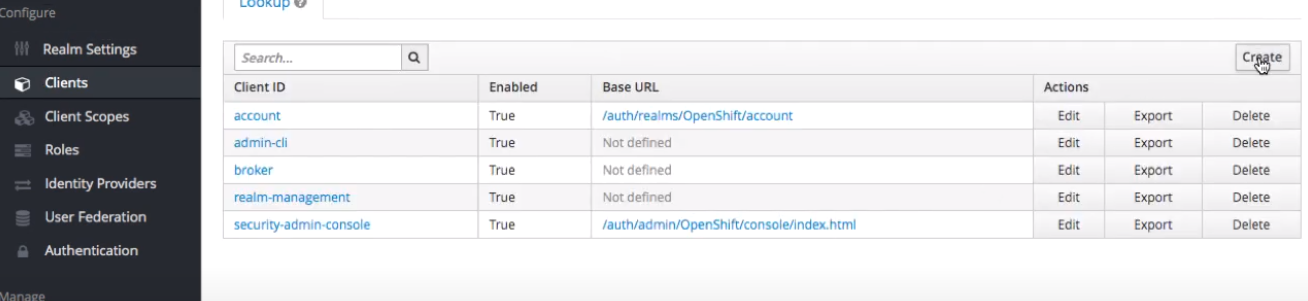 Configure
Lookup
Realm Settings
Clients
Client Scopes
Roles
Identity Providers
User Federation
Authentication
Manage
Search...
Create
Client ID Enabled Base URL Actions
account True /auth/realms/OpenShift/account Edit Export Delete
admin-cli True Not defined Edit Export Delete
broker True Not defined Edit Export Delete
realm-management True Not defined Edit Export Delete
security-admin-console True /auth/admin/OpenShift/console/index.html Edit Export Delete